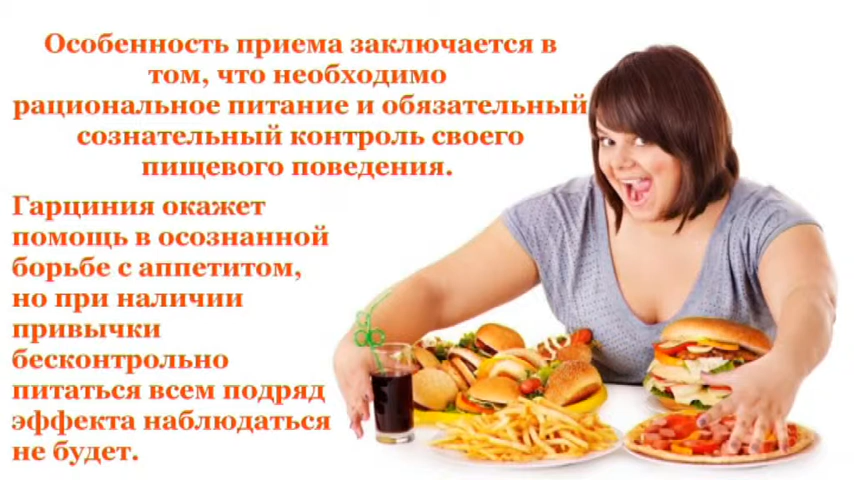 Особенность приема заключается в
том, что необходимо
рациональное питание и обязательный
сознательный контроль своего
пищевого поведения.
Гарциния окажет
помощь в осознанной
борьбе с аппетитом,
но при наличии
привычки
бесконтрольно
питаться всем подряд
эффекта наблюдаться
не будет.